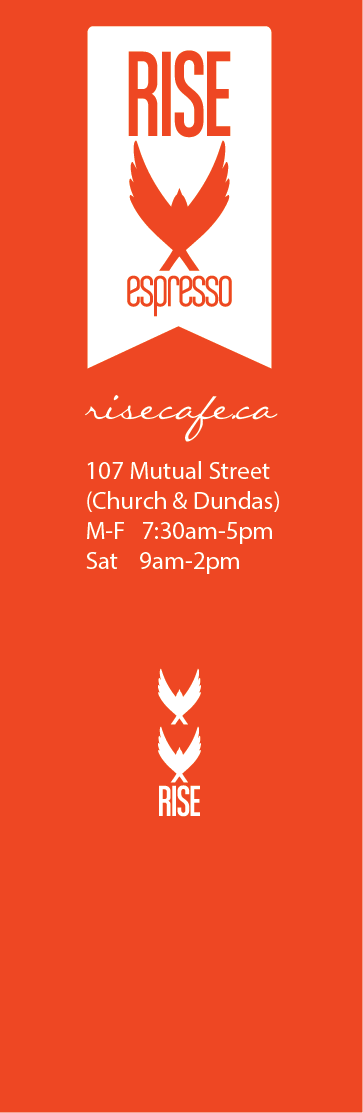 RISE
espresso
risecafe.ca
107 Mutual Street
(Church & Dundas)
M-F 7:30am-5pm
Sat 9am-2pm
RISE